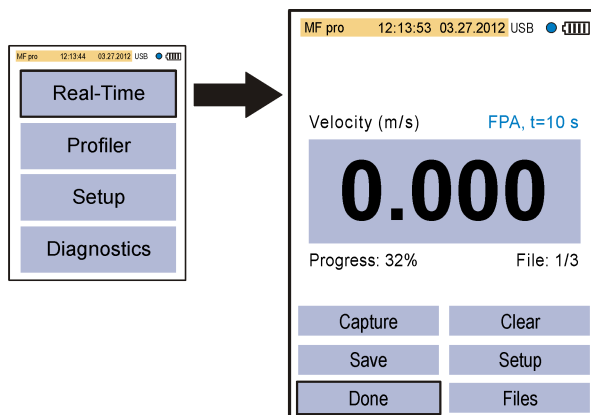 MF pro 12:13:44 03.27.2012 USB
Real-Time
Profiler
Setup
Diagnostics
MF pro 12:13:53 03.27.2012 USB
Velocity (m/s) FPA, t=10 s
0.000
Progress: 32% File: 1/3
Capture Clear
Save Setup
Done Files